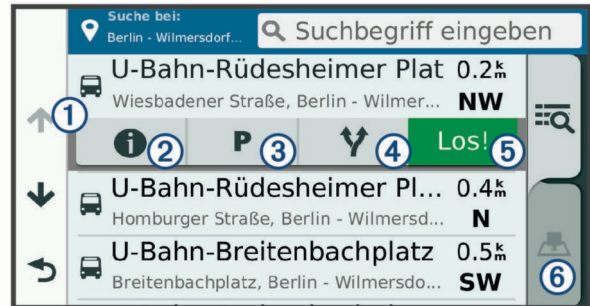 Suche bei:
Berlin - Wilmersdorf...
Suchbegriff eingeben
U-Bahn-Rüdesheimer Plat 0.2km
Wiesbadener Straße, Berlin - Wilmer... NW
1
2
P 3
4
Los! 5
U-Bahn-Rüdesheimer Pl... 0.4km
Homburger Straße, Berlin - Wilmersd... N
U-Bahn-Breitenbachplatz 0.5km
Breitenbachplatz, Berlin - Wilmersdo... SW
6